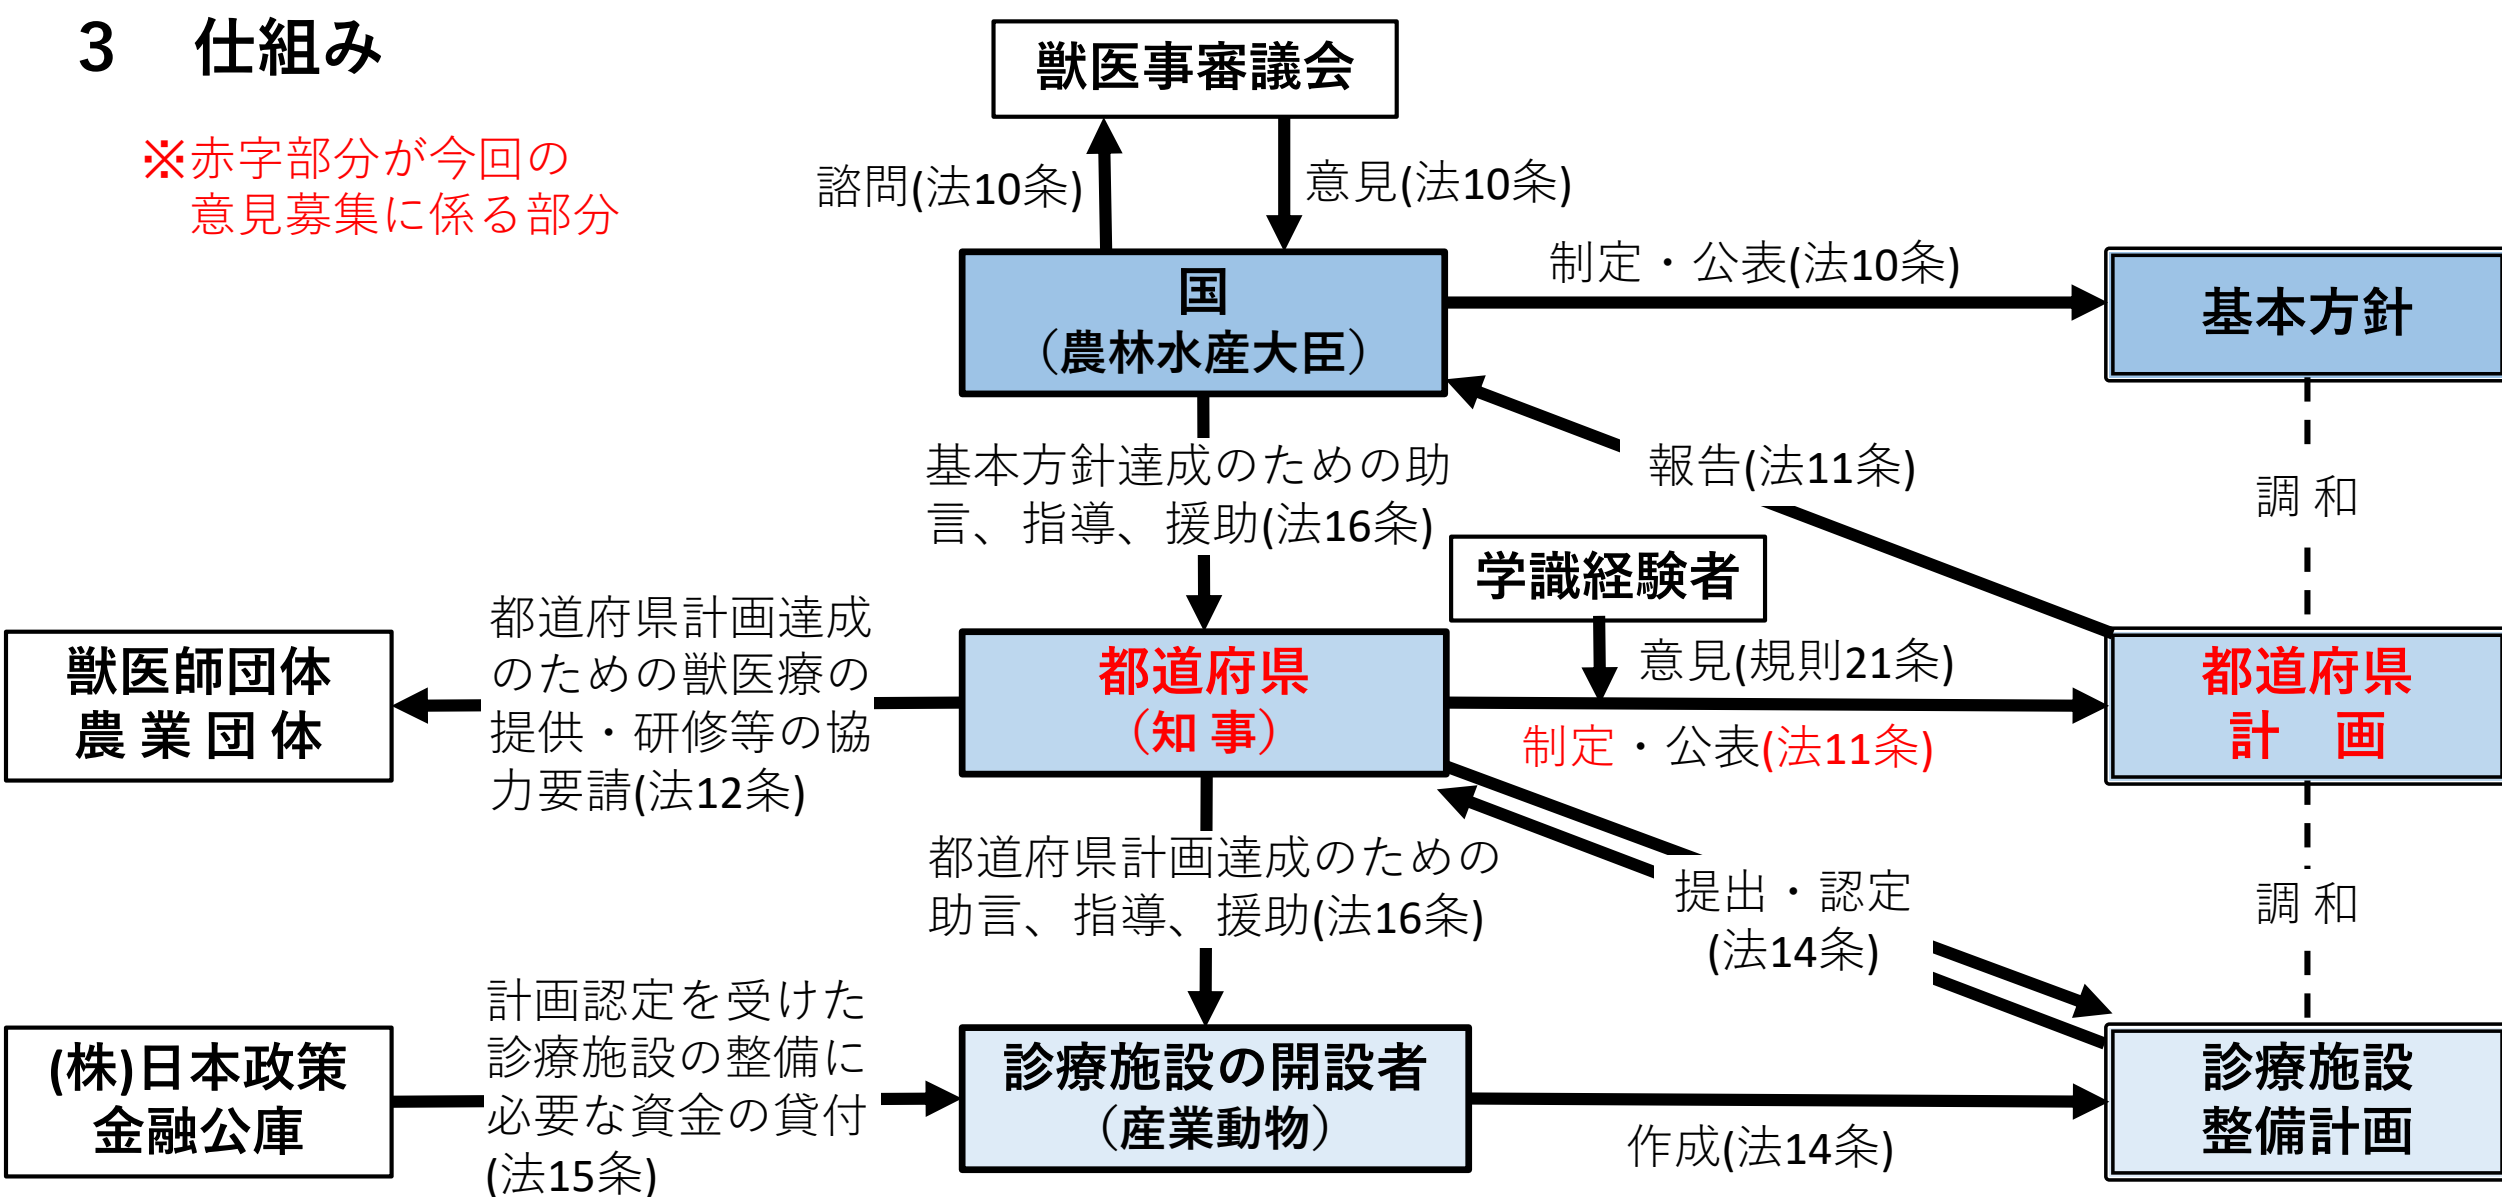 3　仕組み
※赤字部分が今回の
意見募集に係る部分
獣医事審議会
諮問(法10条)
意見(法10条)
国
（農林水産大臣）
制定・公表(法10条)
基本方針
基本方針達成のための助
言、指導、援助(法16条)
報告(法11条)
調 和
学識経験者
都道府県計画達成
のための獣医療の
提供・研修等の協
力要請(法12条)
獣医師団体
農 業 団 体
都道府県
（知 事）
意見(規則21条)
制定・公表(法11条)
都道府県
計　画
都道府県計画達成のための
助言、指導、援助(法16条)
提出・認定
(法14条)
調 和
計画認定を受けた
診療施設の整備に
必要な資金の貸付
(法15条)
(株)日本政策
金融公庫
診療施設の開設者
（産業動物）
作成(法14条)
診療施設
整備計画